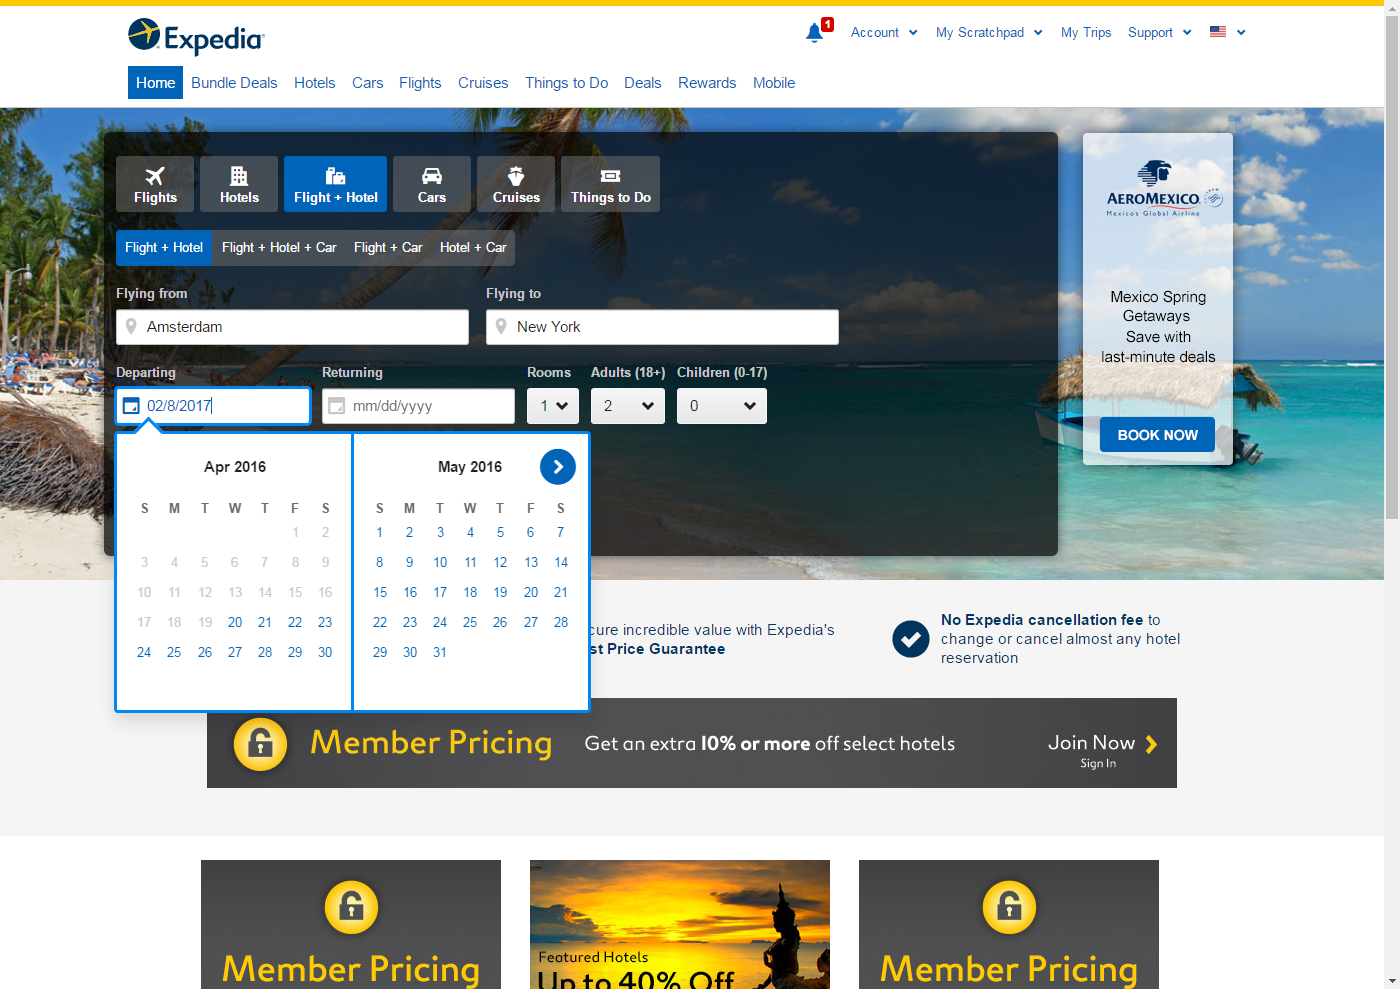 Expedia
1
Account
My Scratchpad
My Trips
Support
Home
Bundle Deals
Hotels
Cars
Flights
Cruises
Things to Do
Deals
Rewards
Mobile
Flights
Hotels
Flight + Hotel
Cars
Cruises
Things to Do
Flight + Hotel
Flight + Hotel + Car
Flight + Car
Hotel + Car
Flying from
Flying to
Amsterdam
New York
Departing
Returning
Rooms
Adults (18+)
Children (0-17)
02/8/2017
mm/dd/yyyy
1
2
0
Apr 2016
S M T W T F S
1 2
3 4 5 6 7 8 9
10 11 12 13 14 15 16
17 18 19 20 21 22 23
24 25 26 27 28 29 30
May 2016
S M T W T F S
1 2 3 4 5 6 7
8 9 10 11 12 13 14
15 16 17 18 19 20 21
22 23 24 25 26 27 28
29 30 31
AEROMEXICO
Mexico's Global Airline
Mexico Spring
Getaways
Save with
last-minute deals
BOOK NOW
cure incredible value with Expedia's
st Price Guarantee
No Expedia cancellation fee to
change or cancel almost any hotel
reservation
Member Pricing
Get an extra 10% or more off select hotels
Join Now
Sign In
Member Pricing
Featured Hotels
Up to 40% Off
Member Pricing